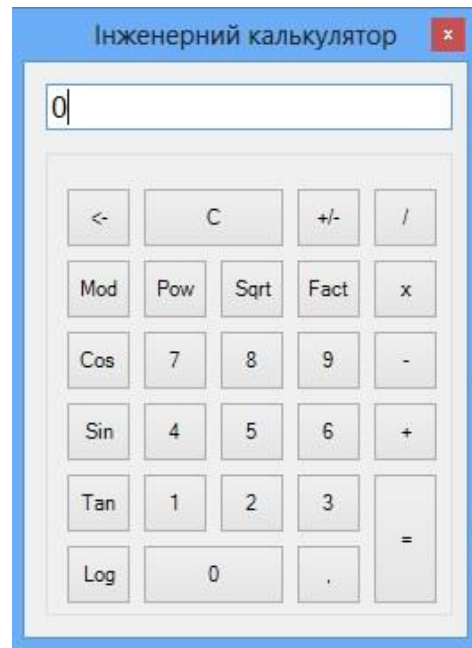 Інженерний калькулятор x
0
<- C +/- /
Mod Pow Sqrt Fact x
Cos 7 8 9 -
Sin 4 5 6 +
Tan 1 2 3 =
Log 0 .